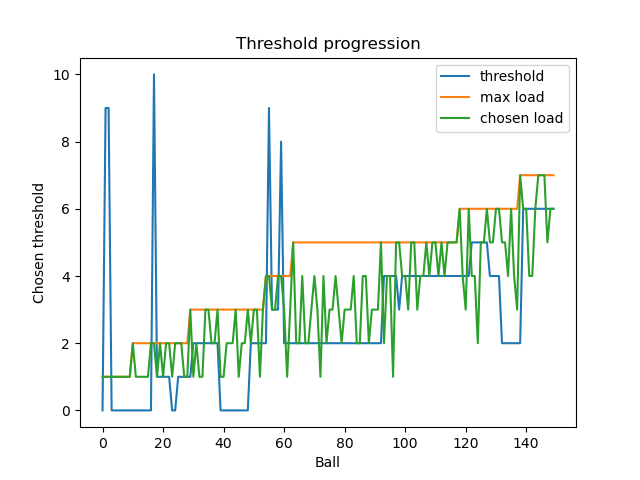 Threshold progression
threshold
max load
chosen load
Chosen threshold
10
8
6
4
2
0
0 20 40 60 80 100 120 140
Ball